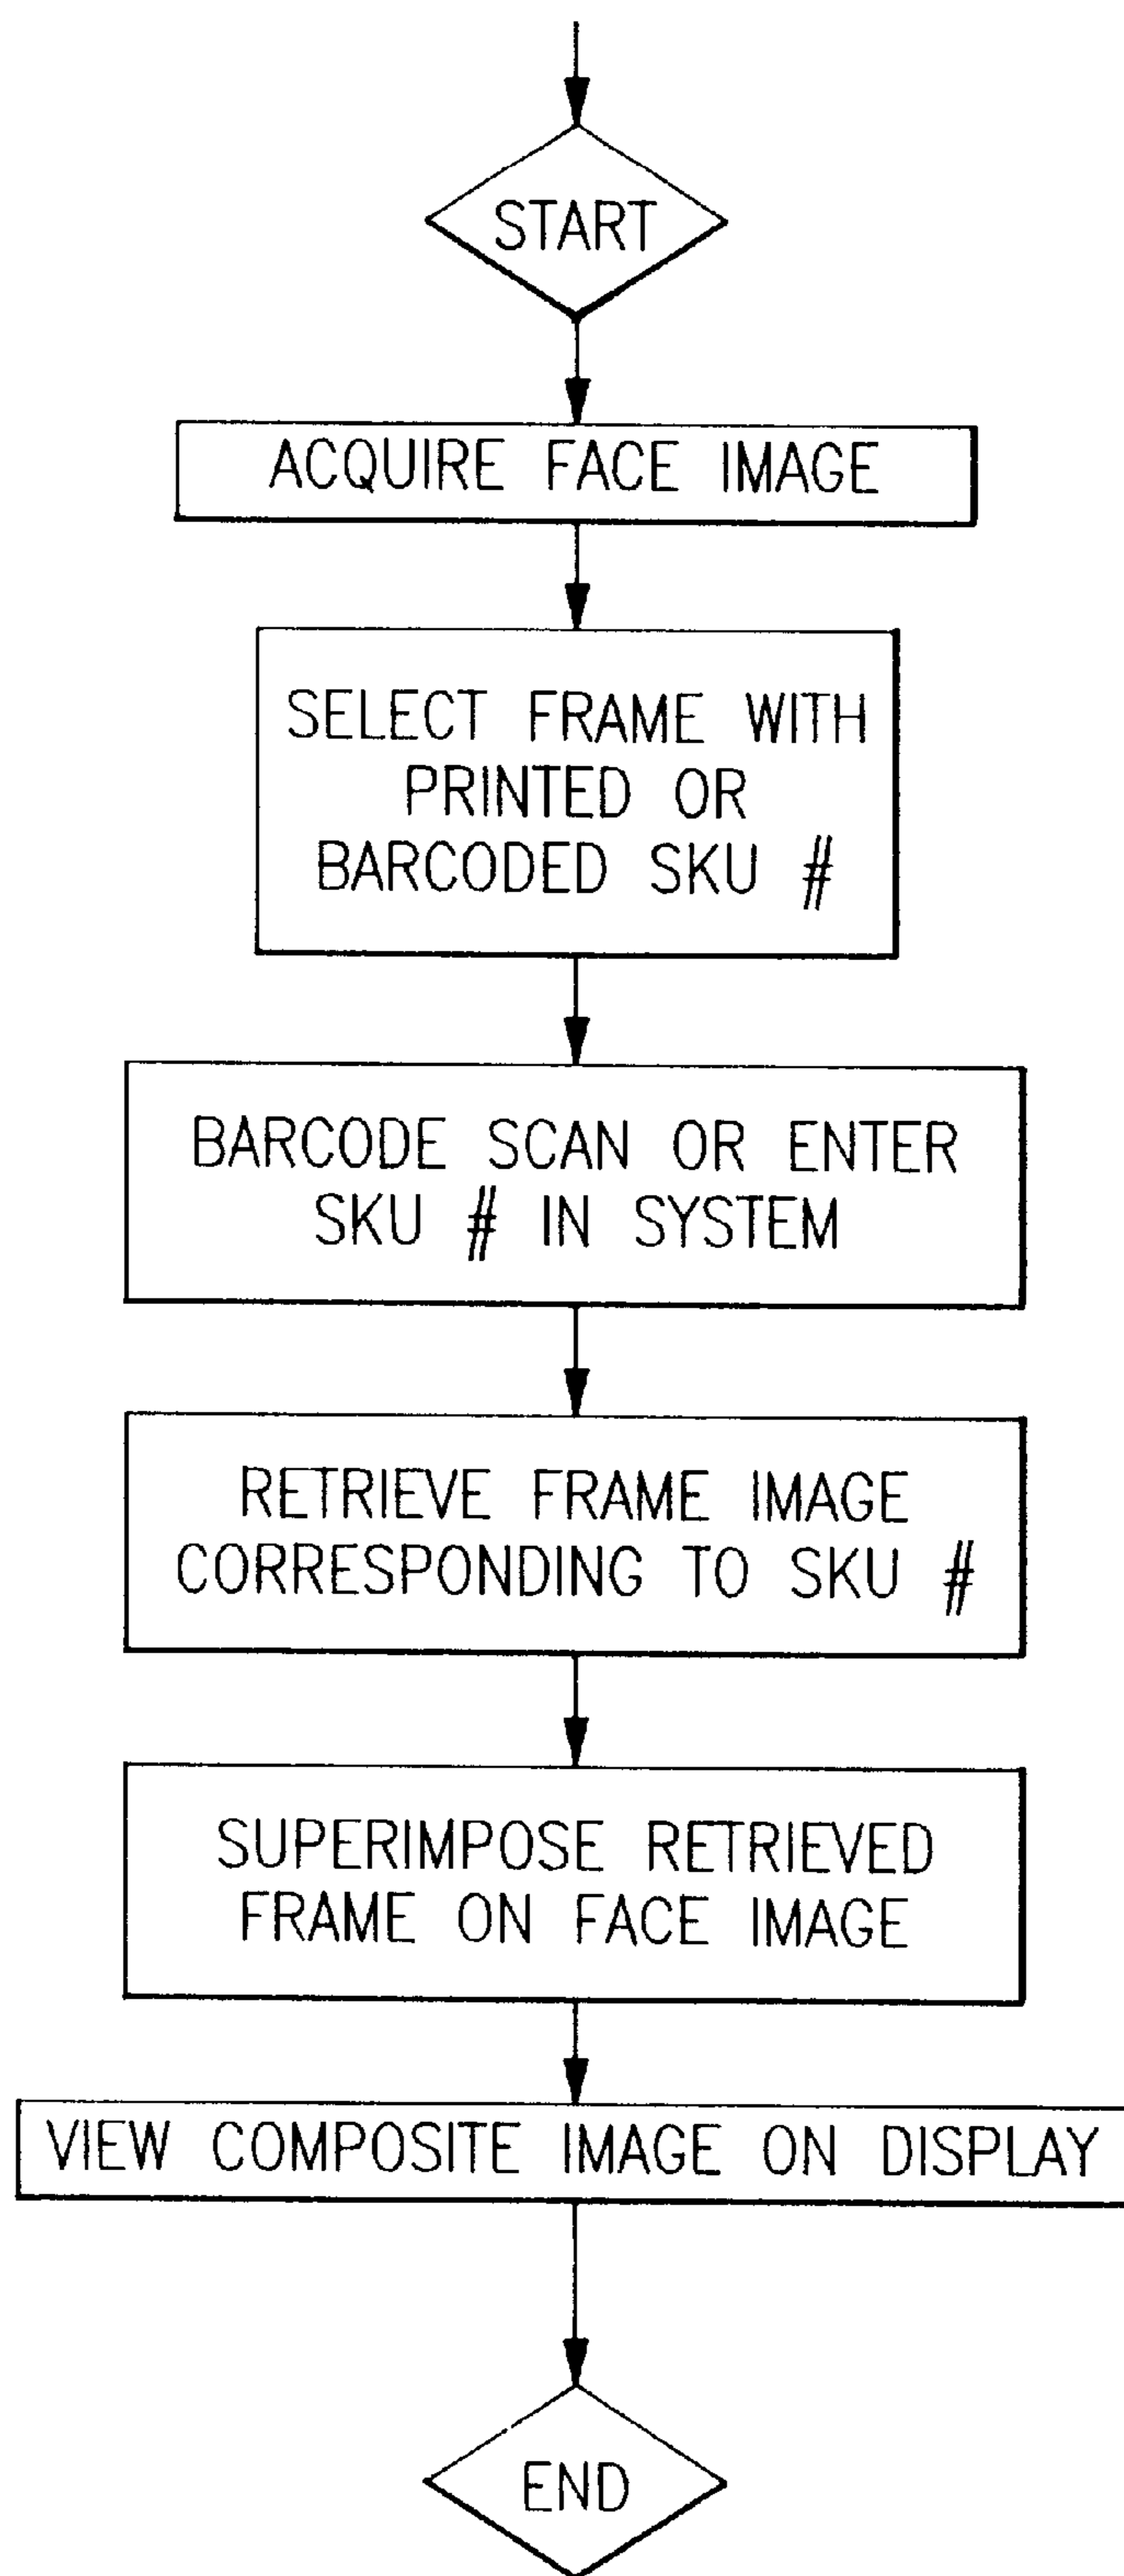 START
ACQUIRE FACE IMAGE
SELECT FRAME WITH
PRINTED OR
BARCODED SKU #
BARCODE SCAN OR ENTER
SKU # IN SYSTEM
RETRIEVE FRAME IMAGE
CORRESPONDING TO SKU #
SUPERIMPOSE RETRIEVED
FRAME ON FACE IMAGE
VIEW COMPOSITE IMAGE ON DISPLAY
END